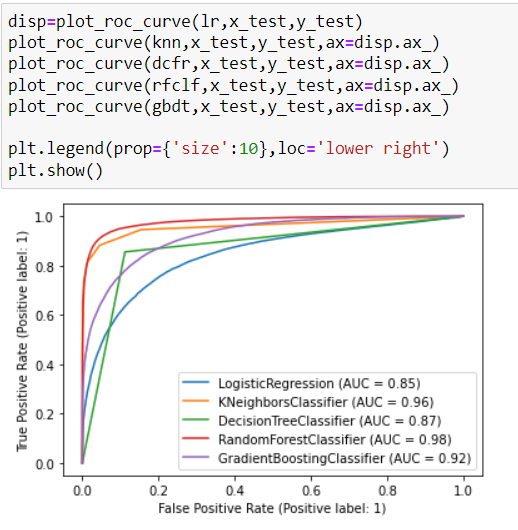 disp=plot_roc_curve(lr,x_test,y_test)
plot_roc_curve(knn,x_test,y_test,ax=disp.ax_)
plot_roc_curve(dcfr,x_test,y_test,ax=disp.ax_)
plot_roc_curve(rfclf,x_test,y_test,ax=disp.ax_)
plot_roc_curve(gbdt,x_test,y_test,ax=disp.ax_)
plt.legend(prop={'size':10},loc='lower right')
plt.show()
True Positive Rate (Positive label: 1)
1.0
0.8
0.6
0.4
0.2
0.0
LogisticRegression (AUC = 0.85)
KNeighborsClassifier (AUC = 0.96)
DecisionTreeClassifier (AUC = 0.87)
RandomForestClassifier (AUC = 0.98)
GradientBoostingClassifier (AUC = 0.92)
0.0 0.2 0.4 0.6 0.8 1.0
False Positive Rate (Positive label: 1)